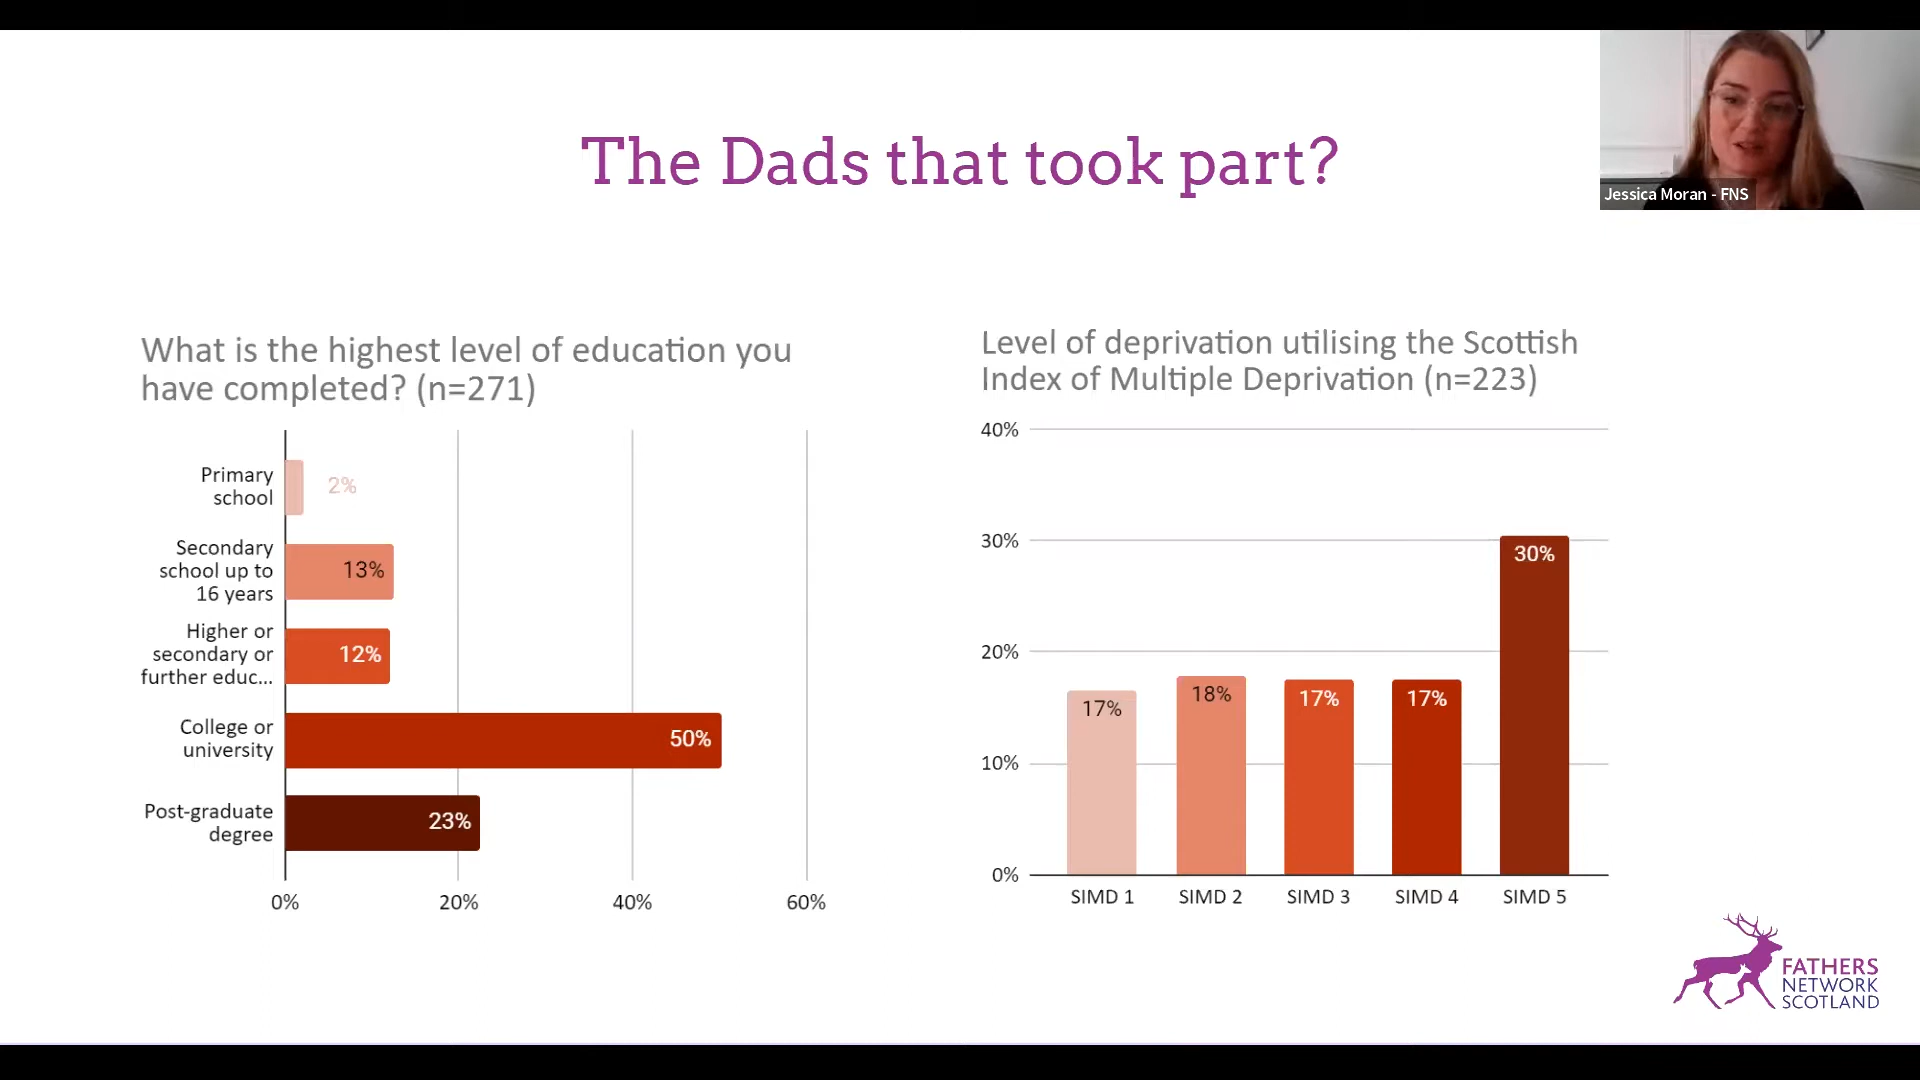 The Dads that took part?
Jessica Moran - FNS
What is the highest level of education you
have completed? (n=271)
Primary
school
2%
Secondary
school up to
16 years
13%
Higher or
secondary or
further educ...
12%
College or
university
50%
Post-graduate
degree
23%
0%
20%
40%
60%
Level of deprivation utilising the Scottish
Index of Multiple Deprivation (n=223)
40%
30%
20%
10%
0%
17%
18%
17%
17%
30%
SIMD 1
SIMD 2
SIMD 3
SIMD 4
SIMD 5
FATHERS
NETWORK
SCOTLAND